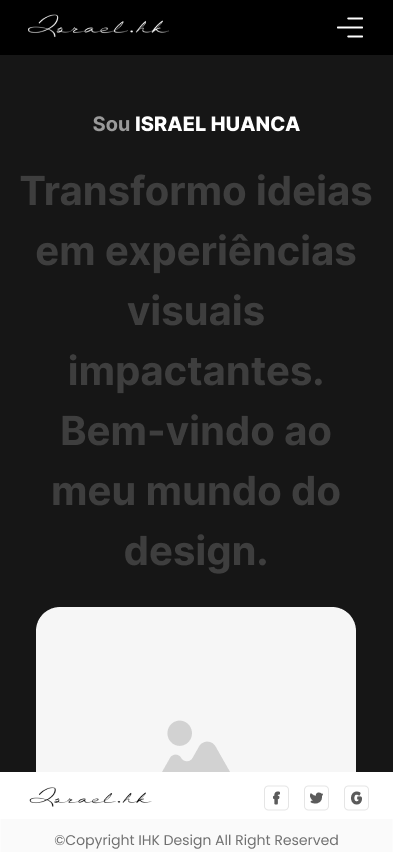 Israel.hk
Sou ISRAEL HUANCA
Transformo ideias
em experiências
visuais
impactantes.
Bem-vindo ao
meu mundo do
design.
Israel.hk
©Copyright IHK Design All Right Reserved